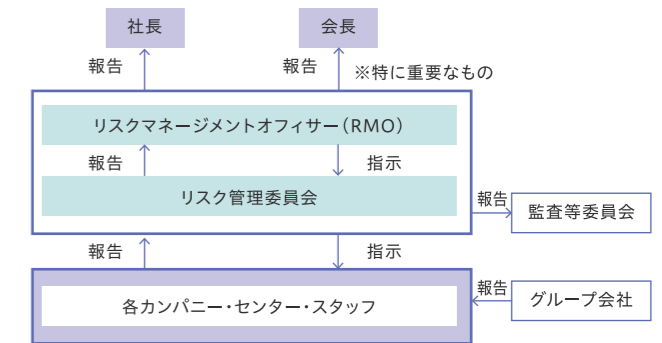 社長
会長
報告
報告
※特に重要なもの
リスクマネージメントオフィサー（RMO）
報告
指示
リスク管理委員会
報告
監査等委員会
報告
指示
各カンパニー・センター・スタッフ
報告
グループ会社